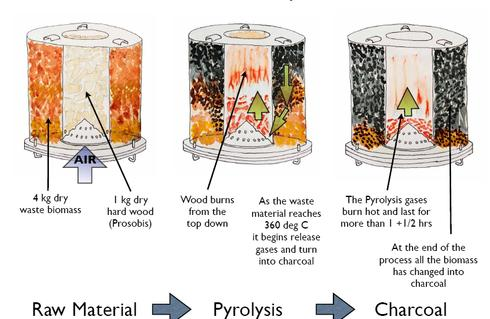 AIR
4 kg dry
waste biomass
1 kg dry
hard wood
(Prosobis)
Wood burns
from the
top down
As the waste
material reaches
360 deg C
it begins release
gases and turn
into charcoal
The Pyrolysis gases
burn hot and last for
more than 1 +1/2 hrs
At the end of the
process all the biomass
has changed into
charcoal
Raw Material
Pyrolysis
Charcoal